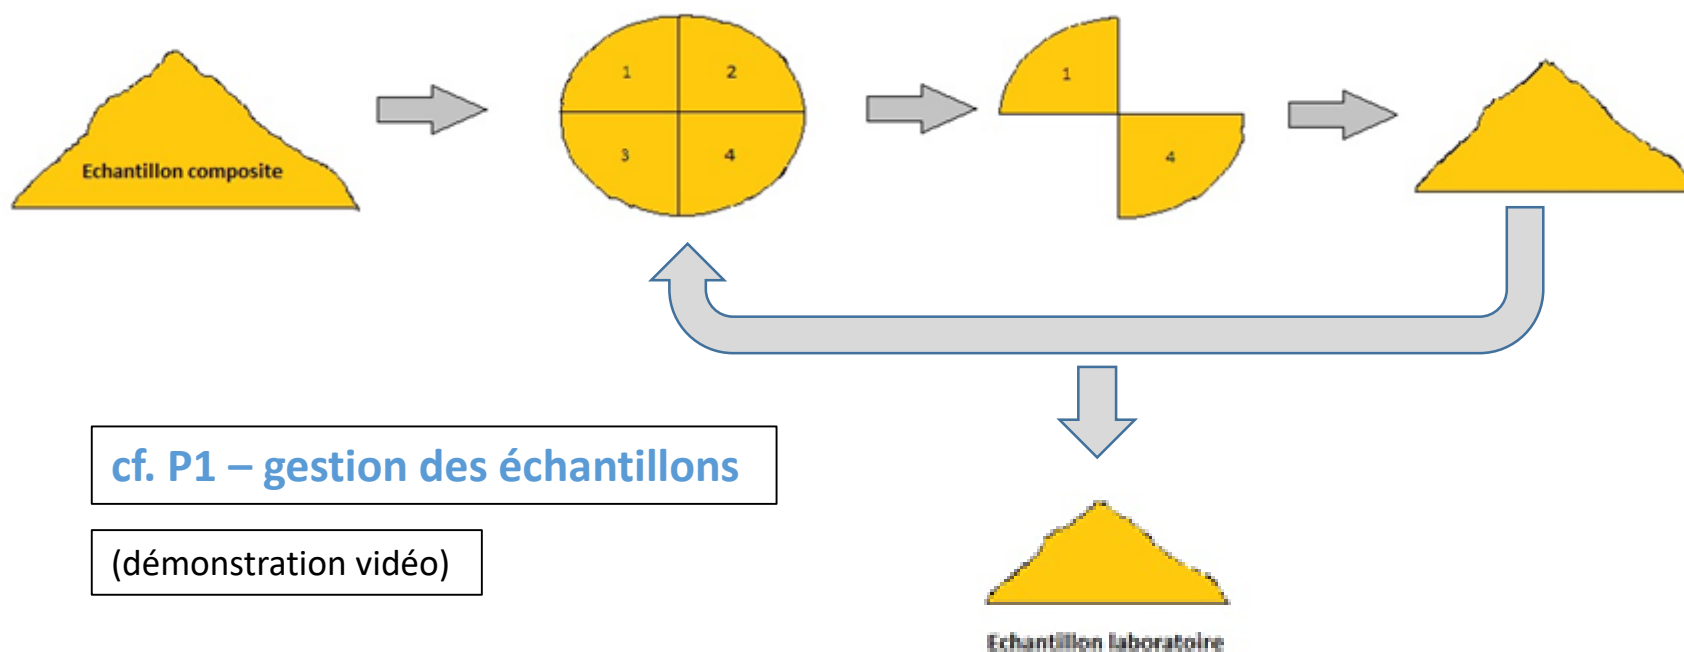 Echantillon composite
1
2
3
4
1
4
cf. P1 – gestion des échantillons
(démonstration vidéo)
Echantillon laboratoire